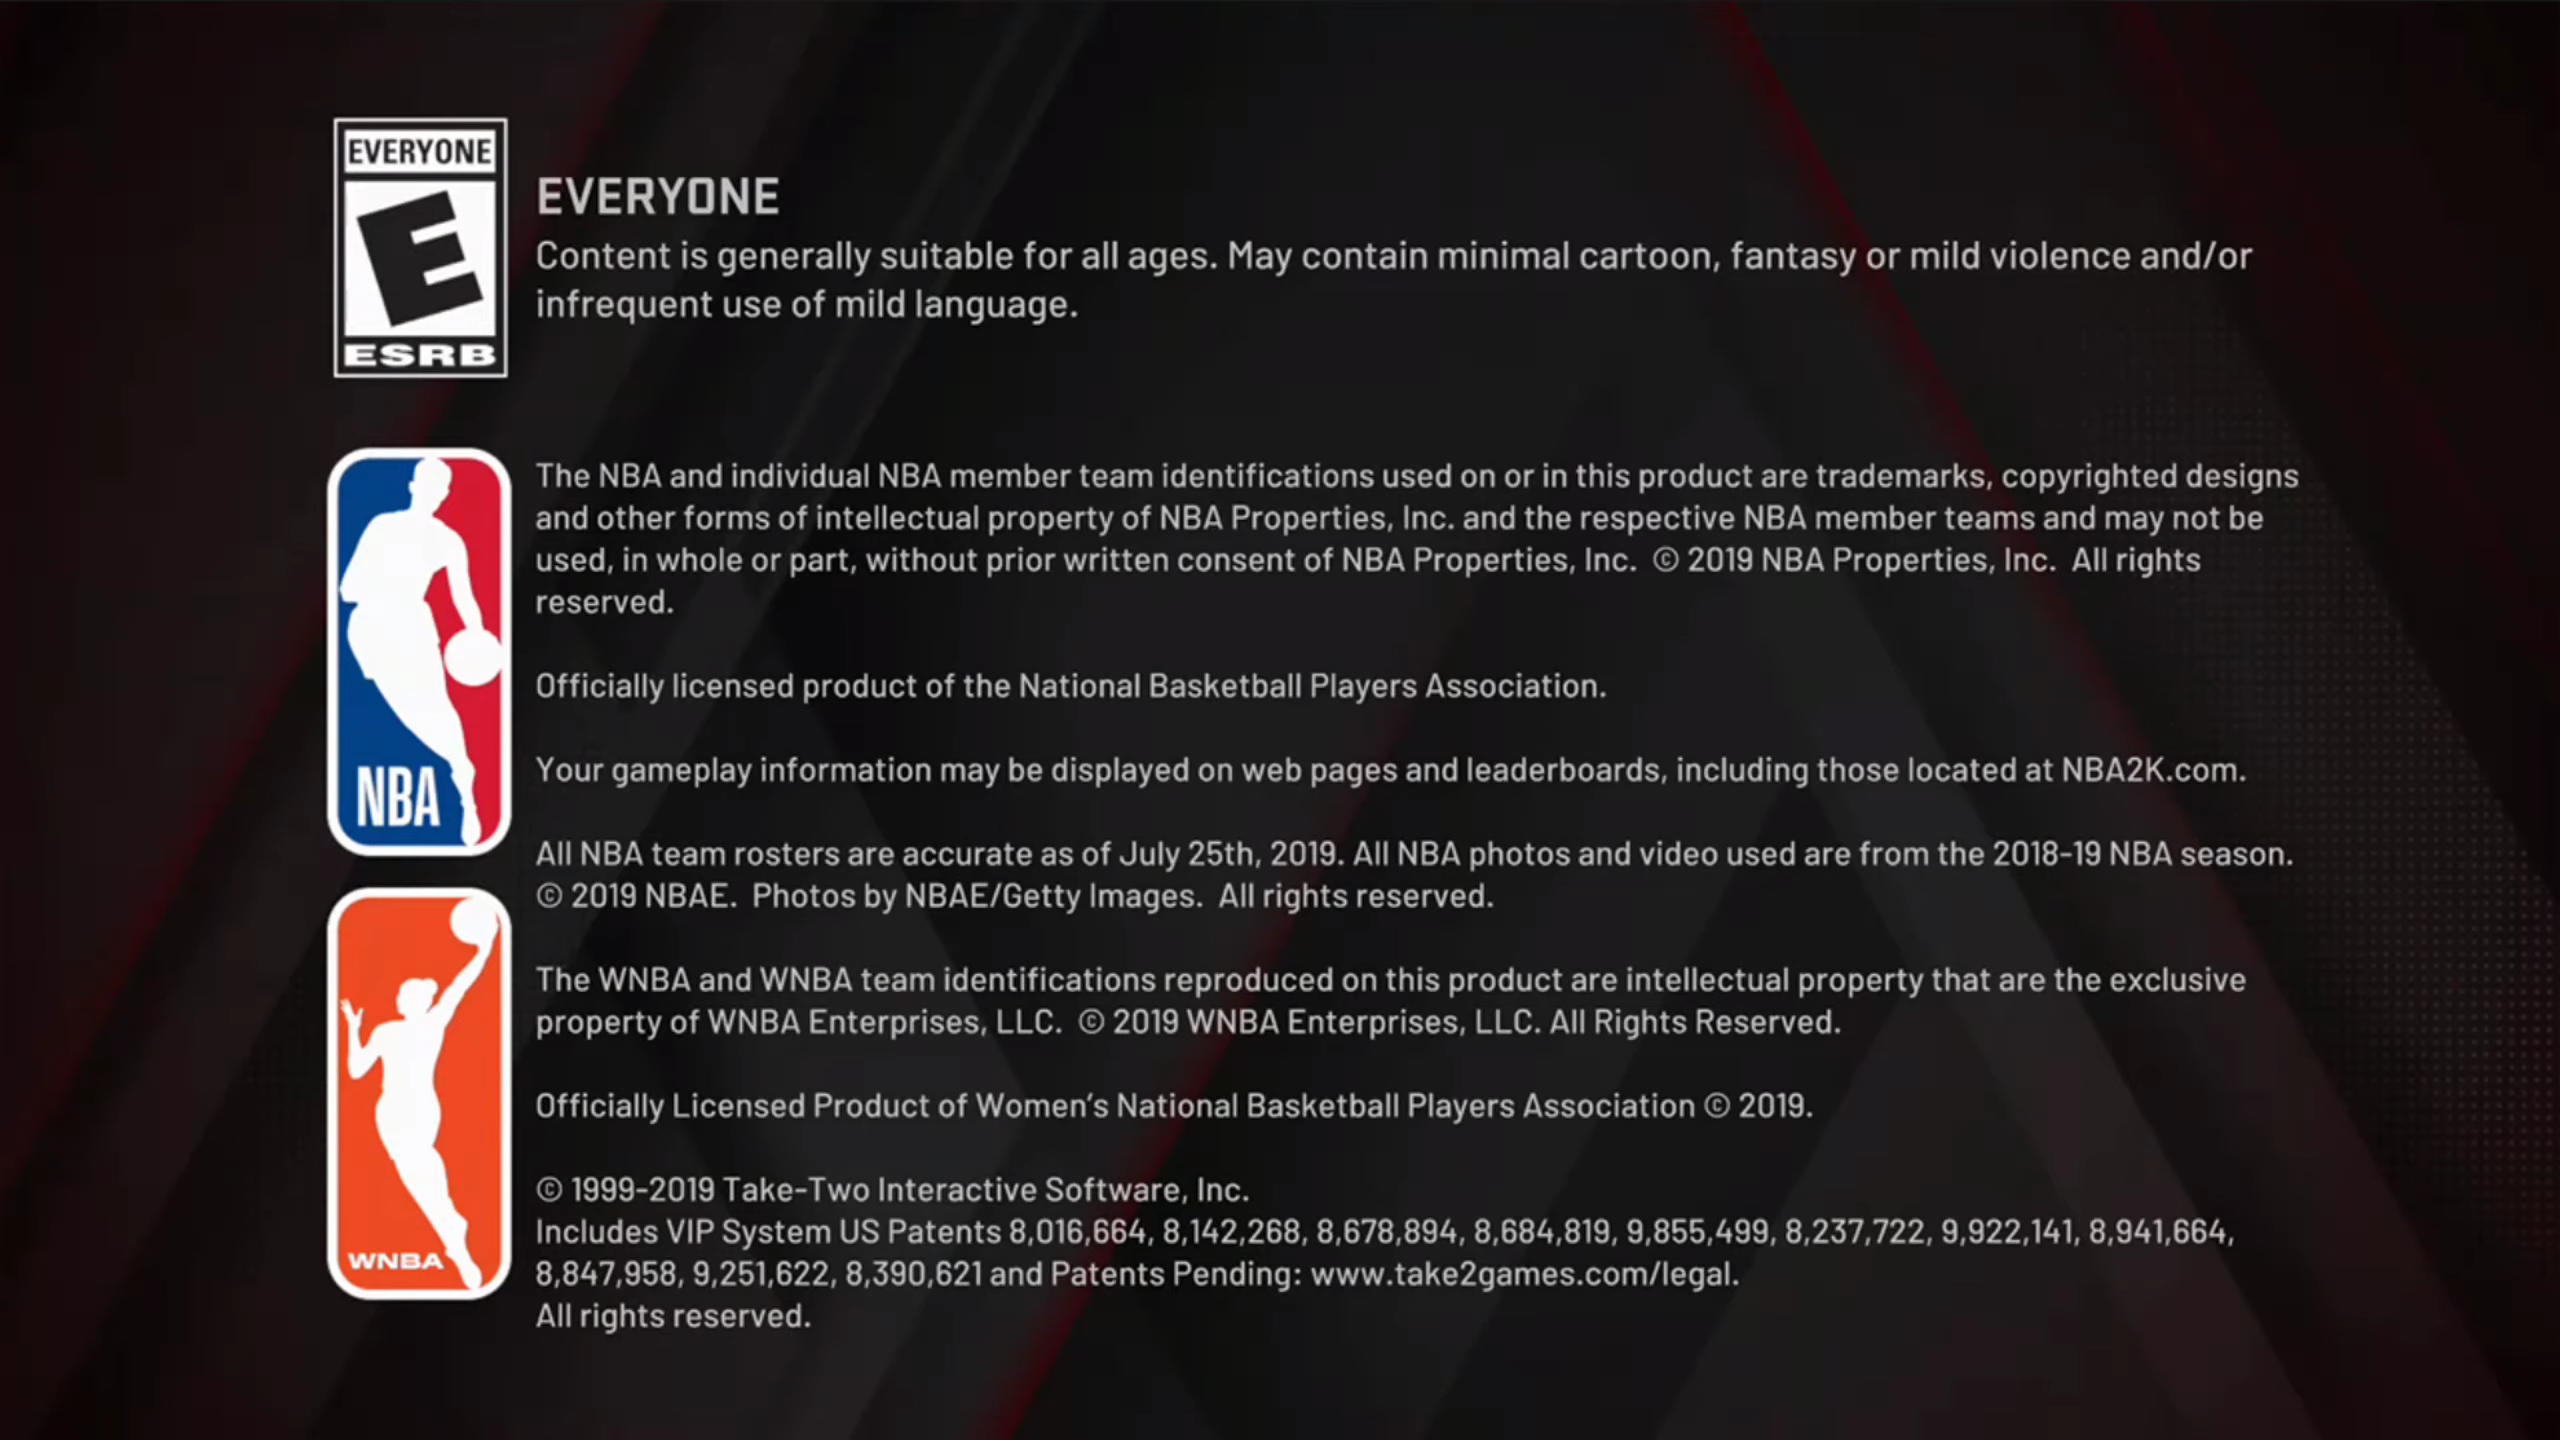 EVERYONE
E
ESRB
EVERYONE
Content is generally suitable for all ages. May contain minimal cartoon, fantasy or mild violence and/or
infrequent use of mild language.
NBA
The NBA and individual NBA member team identifications used on or in this product are trademarks, copyrighted designs
and other forms of intellectual property of NBA Properties, Inc. and the respective NBA member teams and may not be
used, in whole or part, without prior written consent of NBA Properties, Inc. © 2019 NBA Properties, Inc. All rights
reserved.
Officially licensed product of the National Basketball Players Association.
Your gameplay information may be displayed on web pages and leaderboards, including those located at NBA2K.com.
All NBA team rosters are accurate as of July 25th, 2019. All NBA photos and video used are from the 2018-19 NBA season.
© 2019 NBAE. Photos by NBAE/Getty Images. All rights reserved.
WNBA
The WNBA and WNBA team identifications reproduced on this product are intellectual property that are the exclusive
property of WNBA Enterprises, LLC. © 2019 WNBA Enterprises, LLC. All Rights Reserved.
Officially Licensed Product of Women's National Basketball Players Association © 2019.
© 1999-2019 Take-Two Interactive Software, Inc.
Includes VIP System US Patents 8,016,664, 8,142,268, 8,678,894, 8,684,819, 9,855,499, 8,237,722, 9,922,141, 8,941,664,
8,847,958, 9,251,622, 8,390,621 and Patents Pending: www.take2games.com/legal.
All rights reserved.